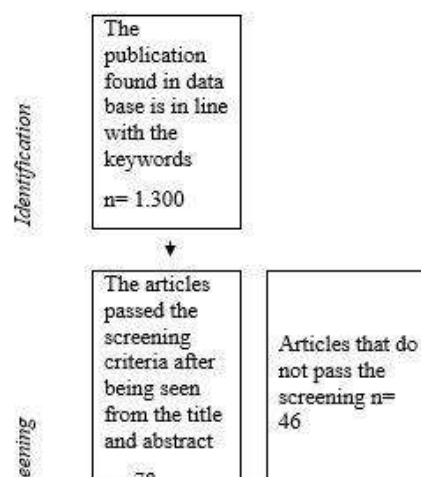 Identification
The
publication
found in data
base is in line
with the
keywords
n= 1.300
The articles
passed the
screening
criteria after
being seen
from the title
and abstract
Articles that do
not pass the
screening n=
46